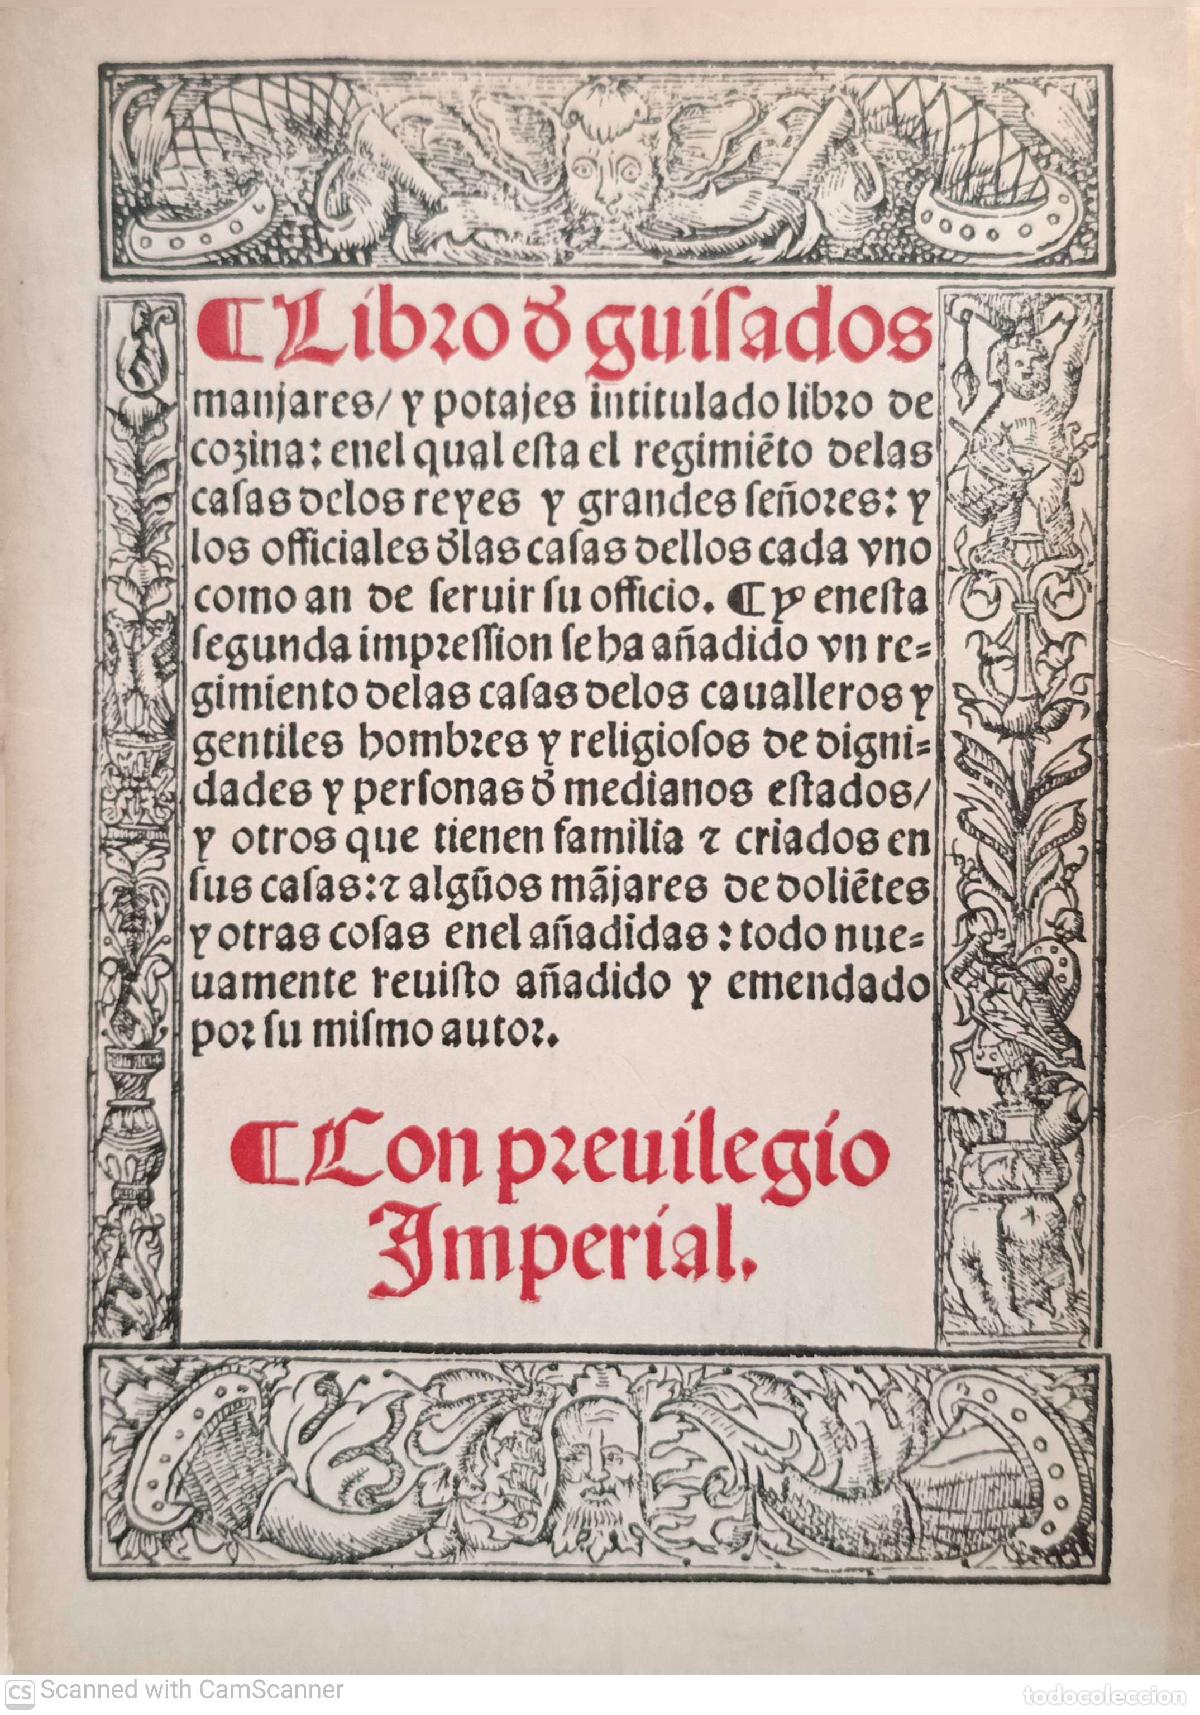 ¶ Libro đ guiſados
manjares/ y potajes intitulado libro de
cozina: enel qual eſta el regimiẽto delas
caſas delos reyes y grandes ſeñores: y
los officiales đlas caſas dellos cada vno
como an de ſeruir ſu officio. ¶ Y eneſta
ſegunda impreſſion ſe ha añadido vn re=
gimiento delas caſas delos caualleros y
gentiles hombres y religioſos de digni=
dades y perſonas đ medianos eſtados/
y otros que tienen familia ⁊ criados en
ſus caſas: ⁊ algũos mãjares de doliẽtes
y otras coſas enel añadidas: todo nue=
uamente reuiſto añadido y emendado
por ſu miſmo autor.
¶ Con preuilegio
Imperial.
CS Scanned with CamScanner
todocoleccion